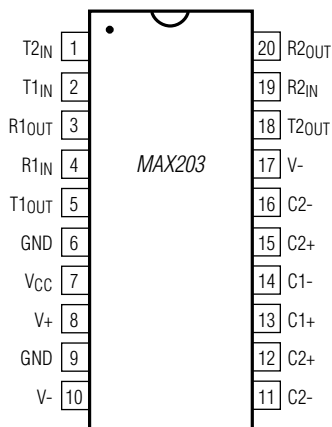 T2IN 1 20 R2OUT
T1IN 2 19 R2IN
R1OUT 3 18 T2OUT
R1IN 4 MAX203 17 V-
T1OUT 5 16 C2-
GND 6 15 C2+
VCC 7 14 C1-
V+ 8 13 C1+
GND 9 12 C2+
V- 10 11 C2-